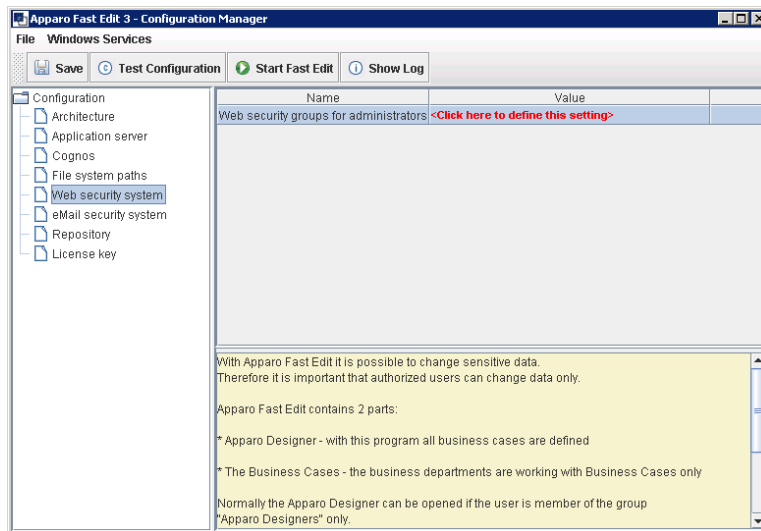 Apparo Fast Edit 3 - Configuration Manager
File Windows Services
Save Test Configuration Start Fast Edit Show Log
Configuration
Architecture
Application server
Cognos
File system paths
Web security system
eMail security system
Repository
License key
Name Value
Web security groups for administrators <Click here to define this setting>
With Apparo Fast Edit it is possible to change sensitive data.
Therefore it is important that authorized users can change data only.
Apparo Fast Edit contains 2 parts:
* Apparo Designer - with this program all business cases are defined
* The Business Cases - the business departments are working with Business Cases only
Normally the Apparo Designer can be opened if the user is member of the group
"Apparo Designers" only.